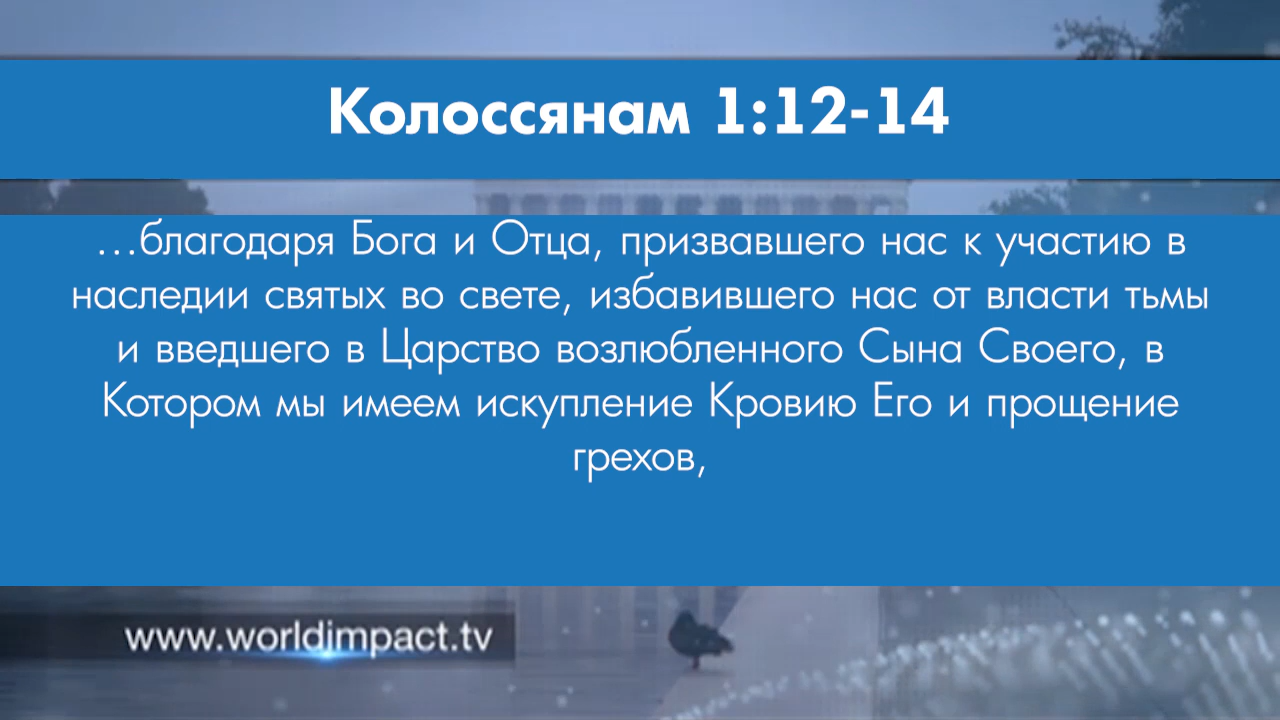 Колоссянам 1:12-14
...благодаря Бога и Отца, призвавшего нас к участию в
наследии святых во свете, избавившего нас от власти тьмы
и введшего в Царство возлюбленного Сына Своего, в
Котором мы имеем искупление Кровию Его и прощение
грехов,
www.worldimpact.tv